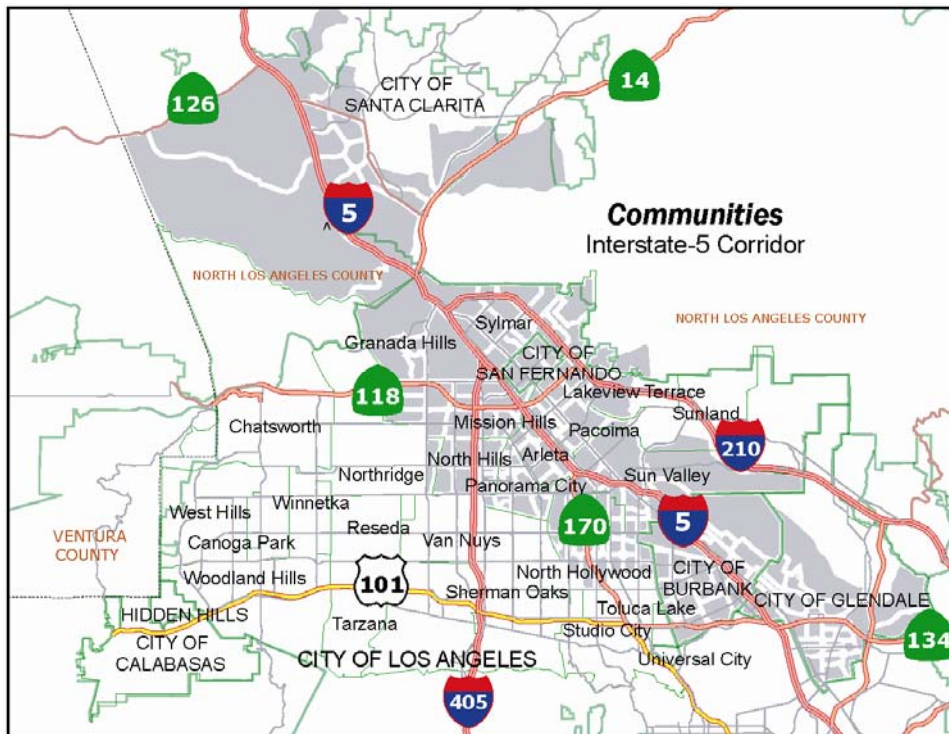 CITY OF
SANTA CLARITA
14
126
5
^
Communities
Interstate-5 Corridor
NORTH LOS ANGELES COUNTY
NORTH LOS ANGELES COUNTY
Sylmar
Granada Hills
CITY OF
SAN FERNANDO
118
Lakeview Terrace
Sunland
Chatsworth
Mission Hills
Pacoima
210
Northridge
North Hills
Arleta
Panorama City
Sun Valley
West Hills
Winnetka
Reseda
170
5
VENTURA
COUNTY
Canoga Park
Van Nuys
Woodland Hills
101
Sherman Oaks
North Hollywood
CITY OF
BURBANK
HIDDEN HILLS
Tarzana
Toluca Lake
CITY OF GLENDALE
CITY OF
CALABASAS
Studio City
134
CITY OF LOS ANGELES
Universal City
405